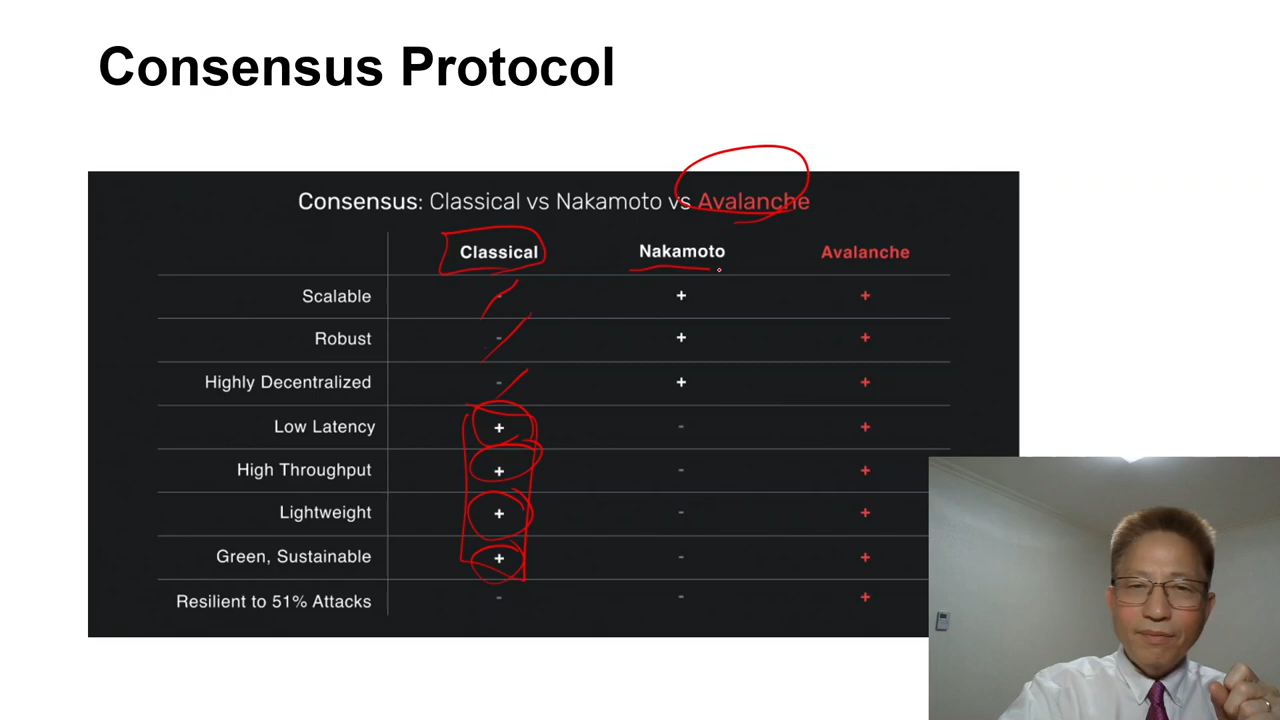 Consensus Protocol
Consensus: Classical vs Nakamoto vs Avalanche
Classical Nakamoto Avalanche
Scalable - + +
Robust - + +
Highly Decentralized - + +
Low Latency + - +
High Throughput + - +
Lightweight + - +
Green, Sustainable + - +
Resilient to 51% Attacks - - +